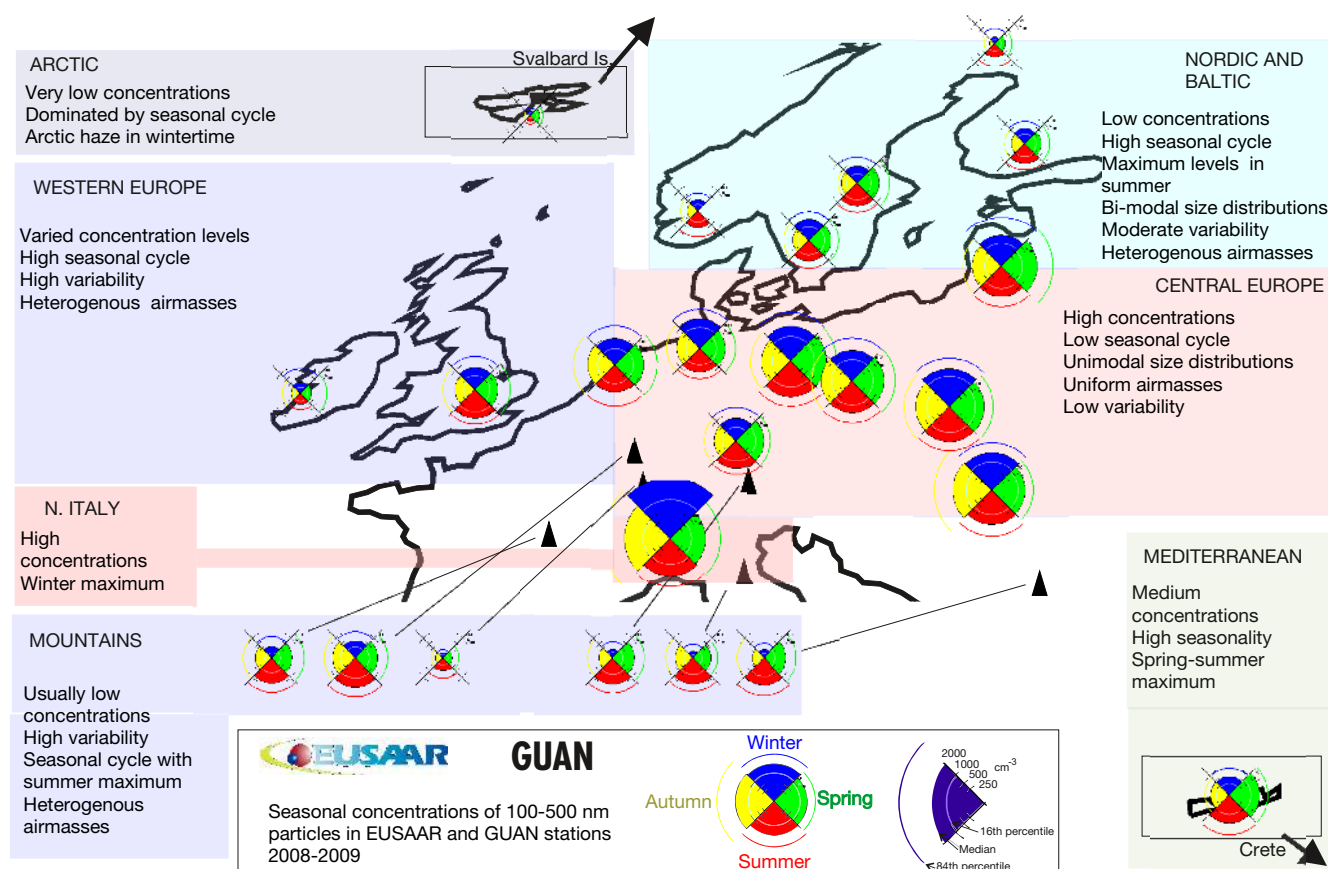 ARCTIC
Very low concentrations
Dominated by seasonal cycle
Arctic haze in wintertime
Svalbard Is.
NORDIC AND
BALTIC
Low concentrations
High seasonal cycle
Maximum levels in
summer
Bi-modal size distributions
Moderate variability
Heterogenous airmasses
WESTERN EUROPE
Varied concentration levels
High seasonal cycle
High variability
Heterogenous airmasses
CENTRAL EUROPE
High concentrations
Low seasonal cycle
Unimodal size distributions
Uniform airmasses
Low variability
N. ITALY
High
concentrations
Winter maximum
MEDITERRANEAN
Medium
concentrations
High seasonality
Spring-summer
maximum
Crete
MOUNTAINS
Usually low
concentrations
High variability
Seasonal cycle with
summer maximum
Heterogenous
airmasses
EUSAAR
GUAN
Seasonal concentrations of 100-500 nm
particles in EUSAAR and GUAN stations
2008-2009
Winter
Autumn
Spring
Summer
2000
1000
500
250
cm-3
16th percentile
Median
84th percentile